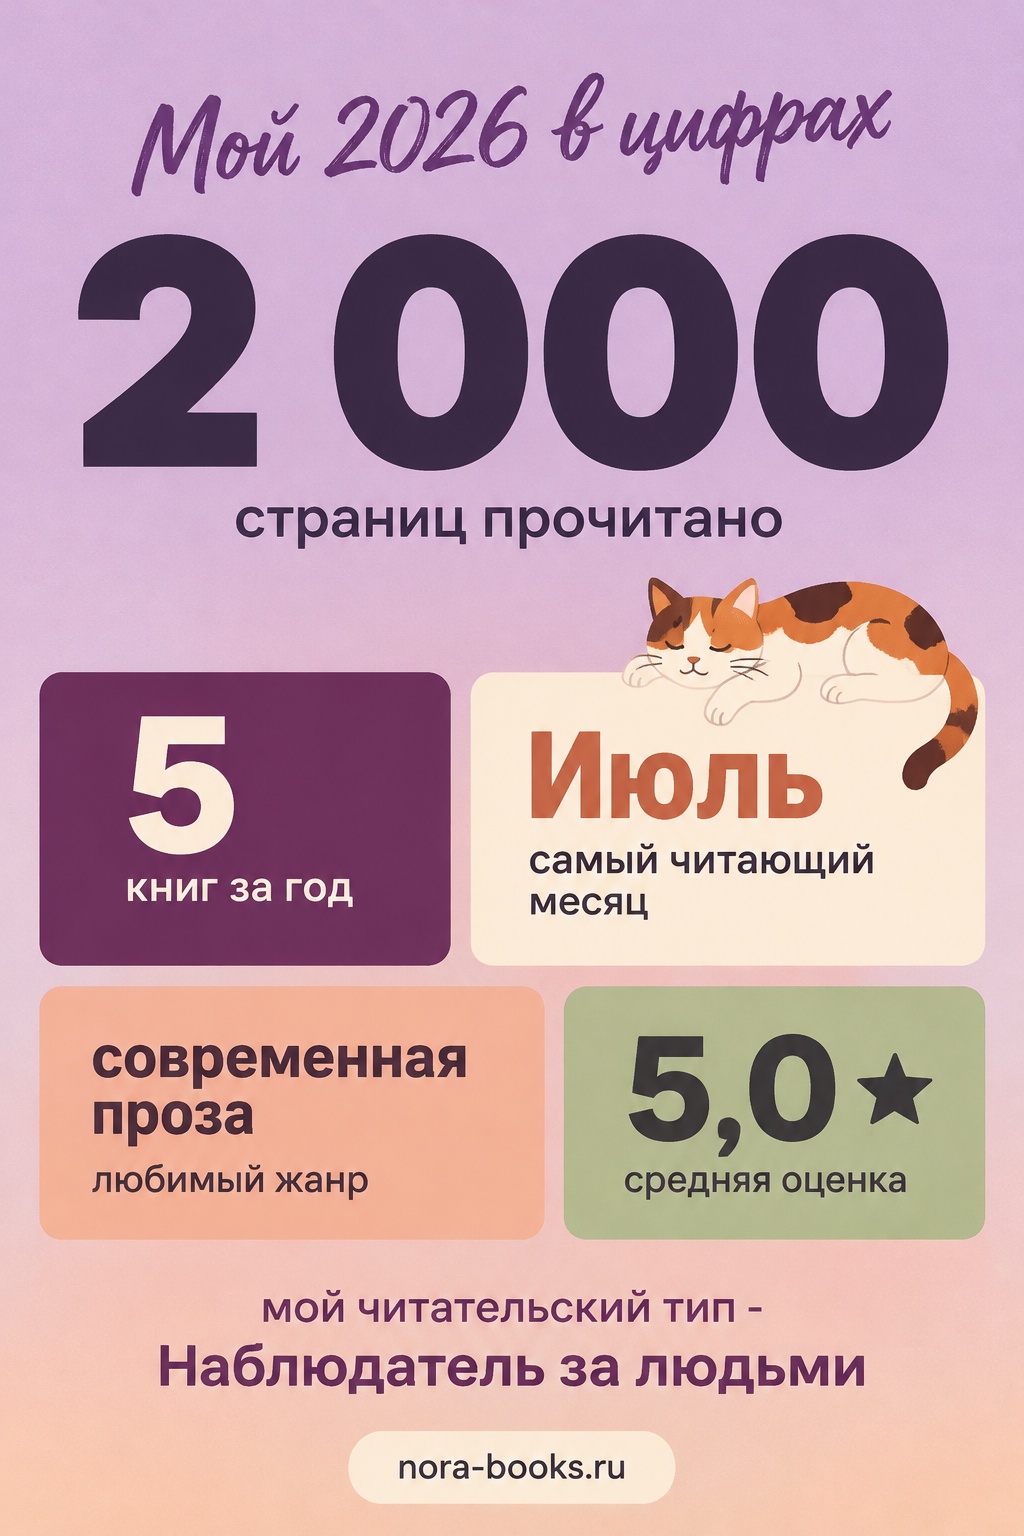 Мой 2026 в цифрах
2 000
страниц прочитано
5
книг за год
Июль
самый читающий
месяц
современная
проза
любимый жанр
5,0 ★
средняя оценка
мой читательский тип -
Наблюдатель за людьми
nora-books.ru